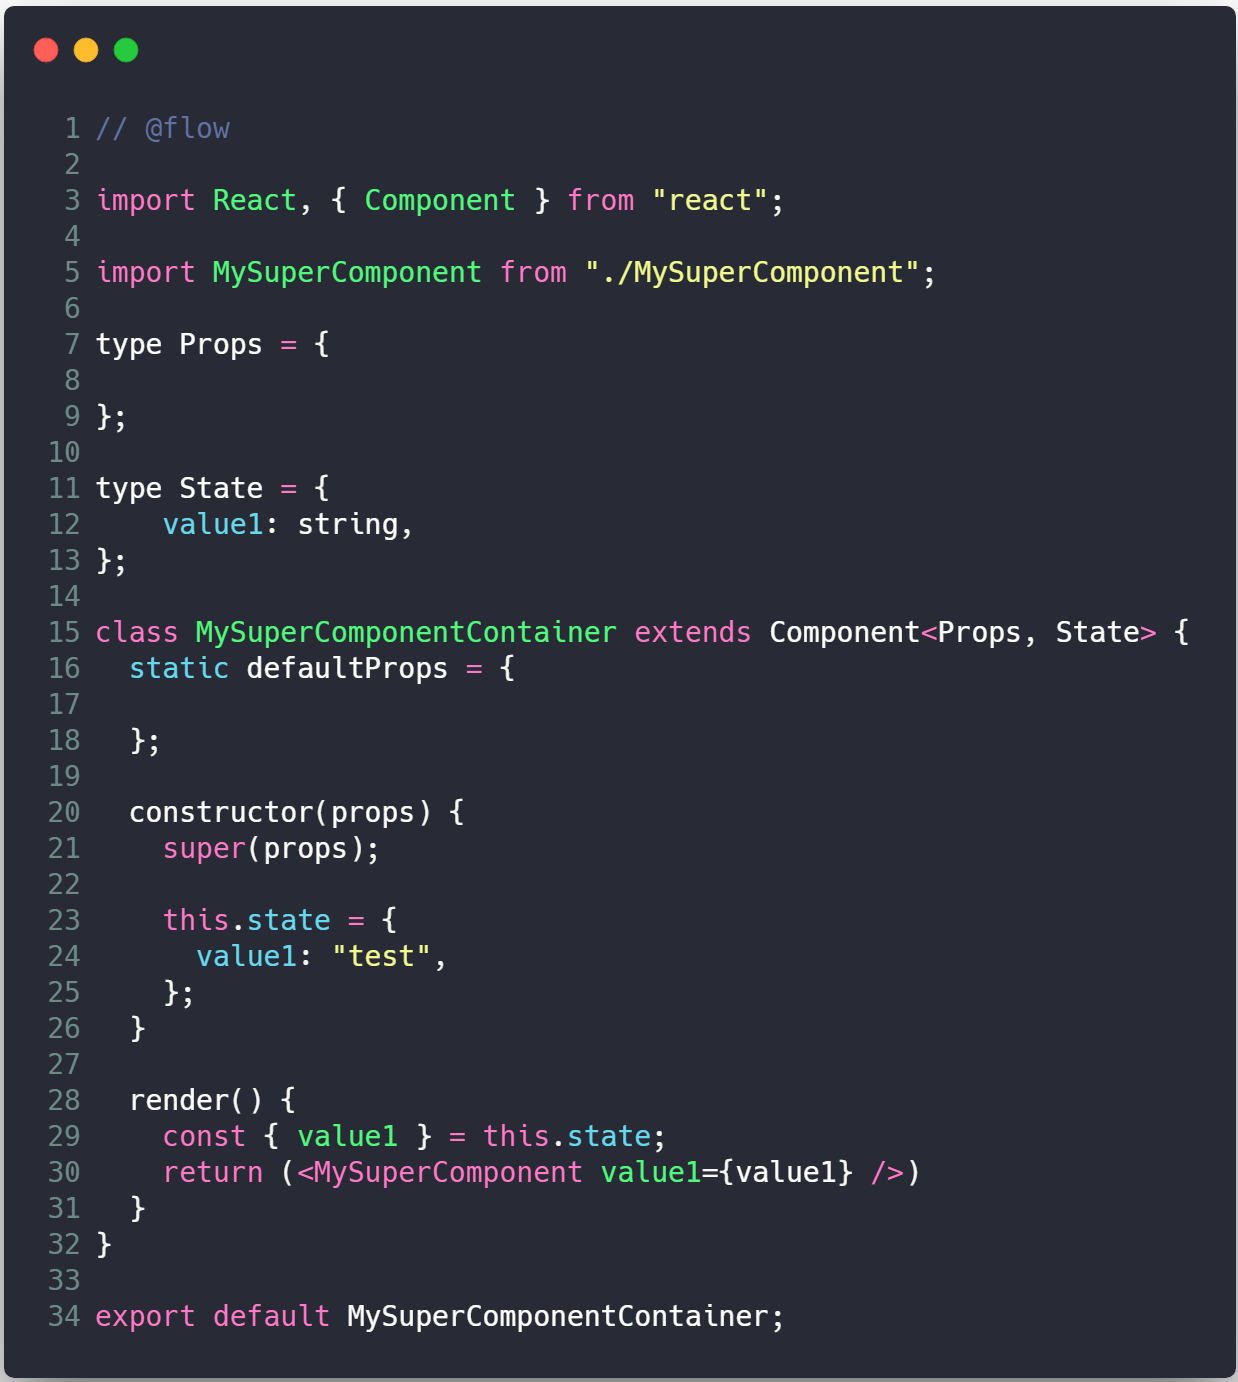 1 // @flow
2
3 import React, { Component } from "react";
4
5 import MySuperComponent from "./MySuperComponent";
6
7 type Props = {
8
9 };
10
11 type State = {
12     value1: string,
13 };
14
15 class MySuperComponentContainer extends Component<Props, State> {
16   static defaultProps = {
17
18   };
19
20   constructor(props) {
21     super(props);
22
23     this.state = {
24       value1: "test",
25     };
26   }
27
28   render() {
29     const { value1 } = this.state;
30     return (<MySuperComponent value1={value1} />)
31   }
32 }
33
34 export default MySuperComponentContainer;